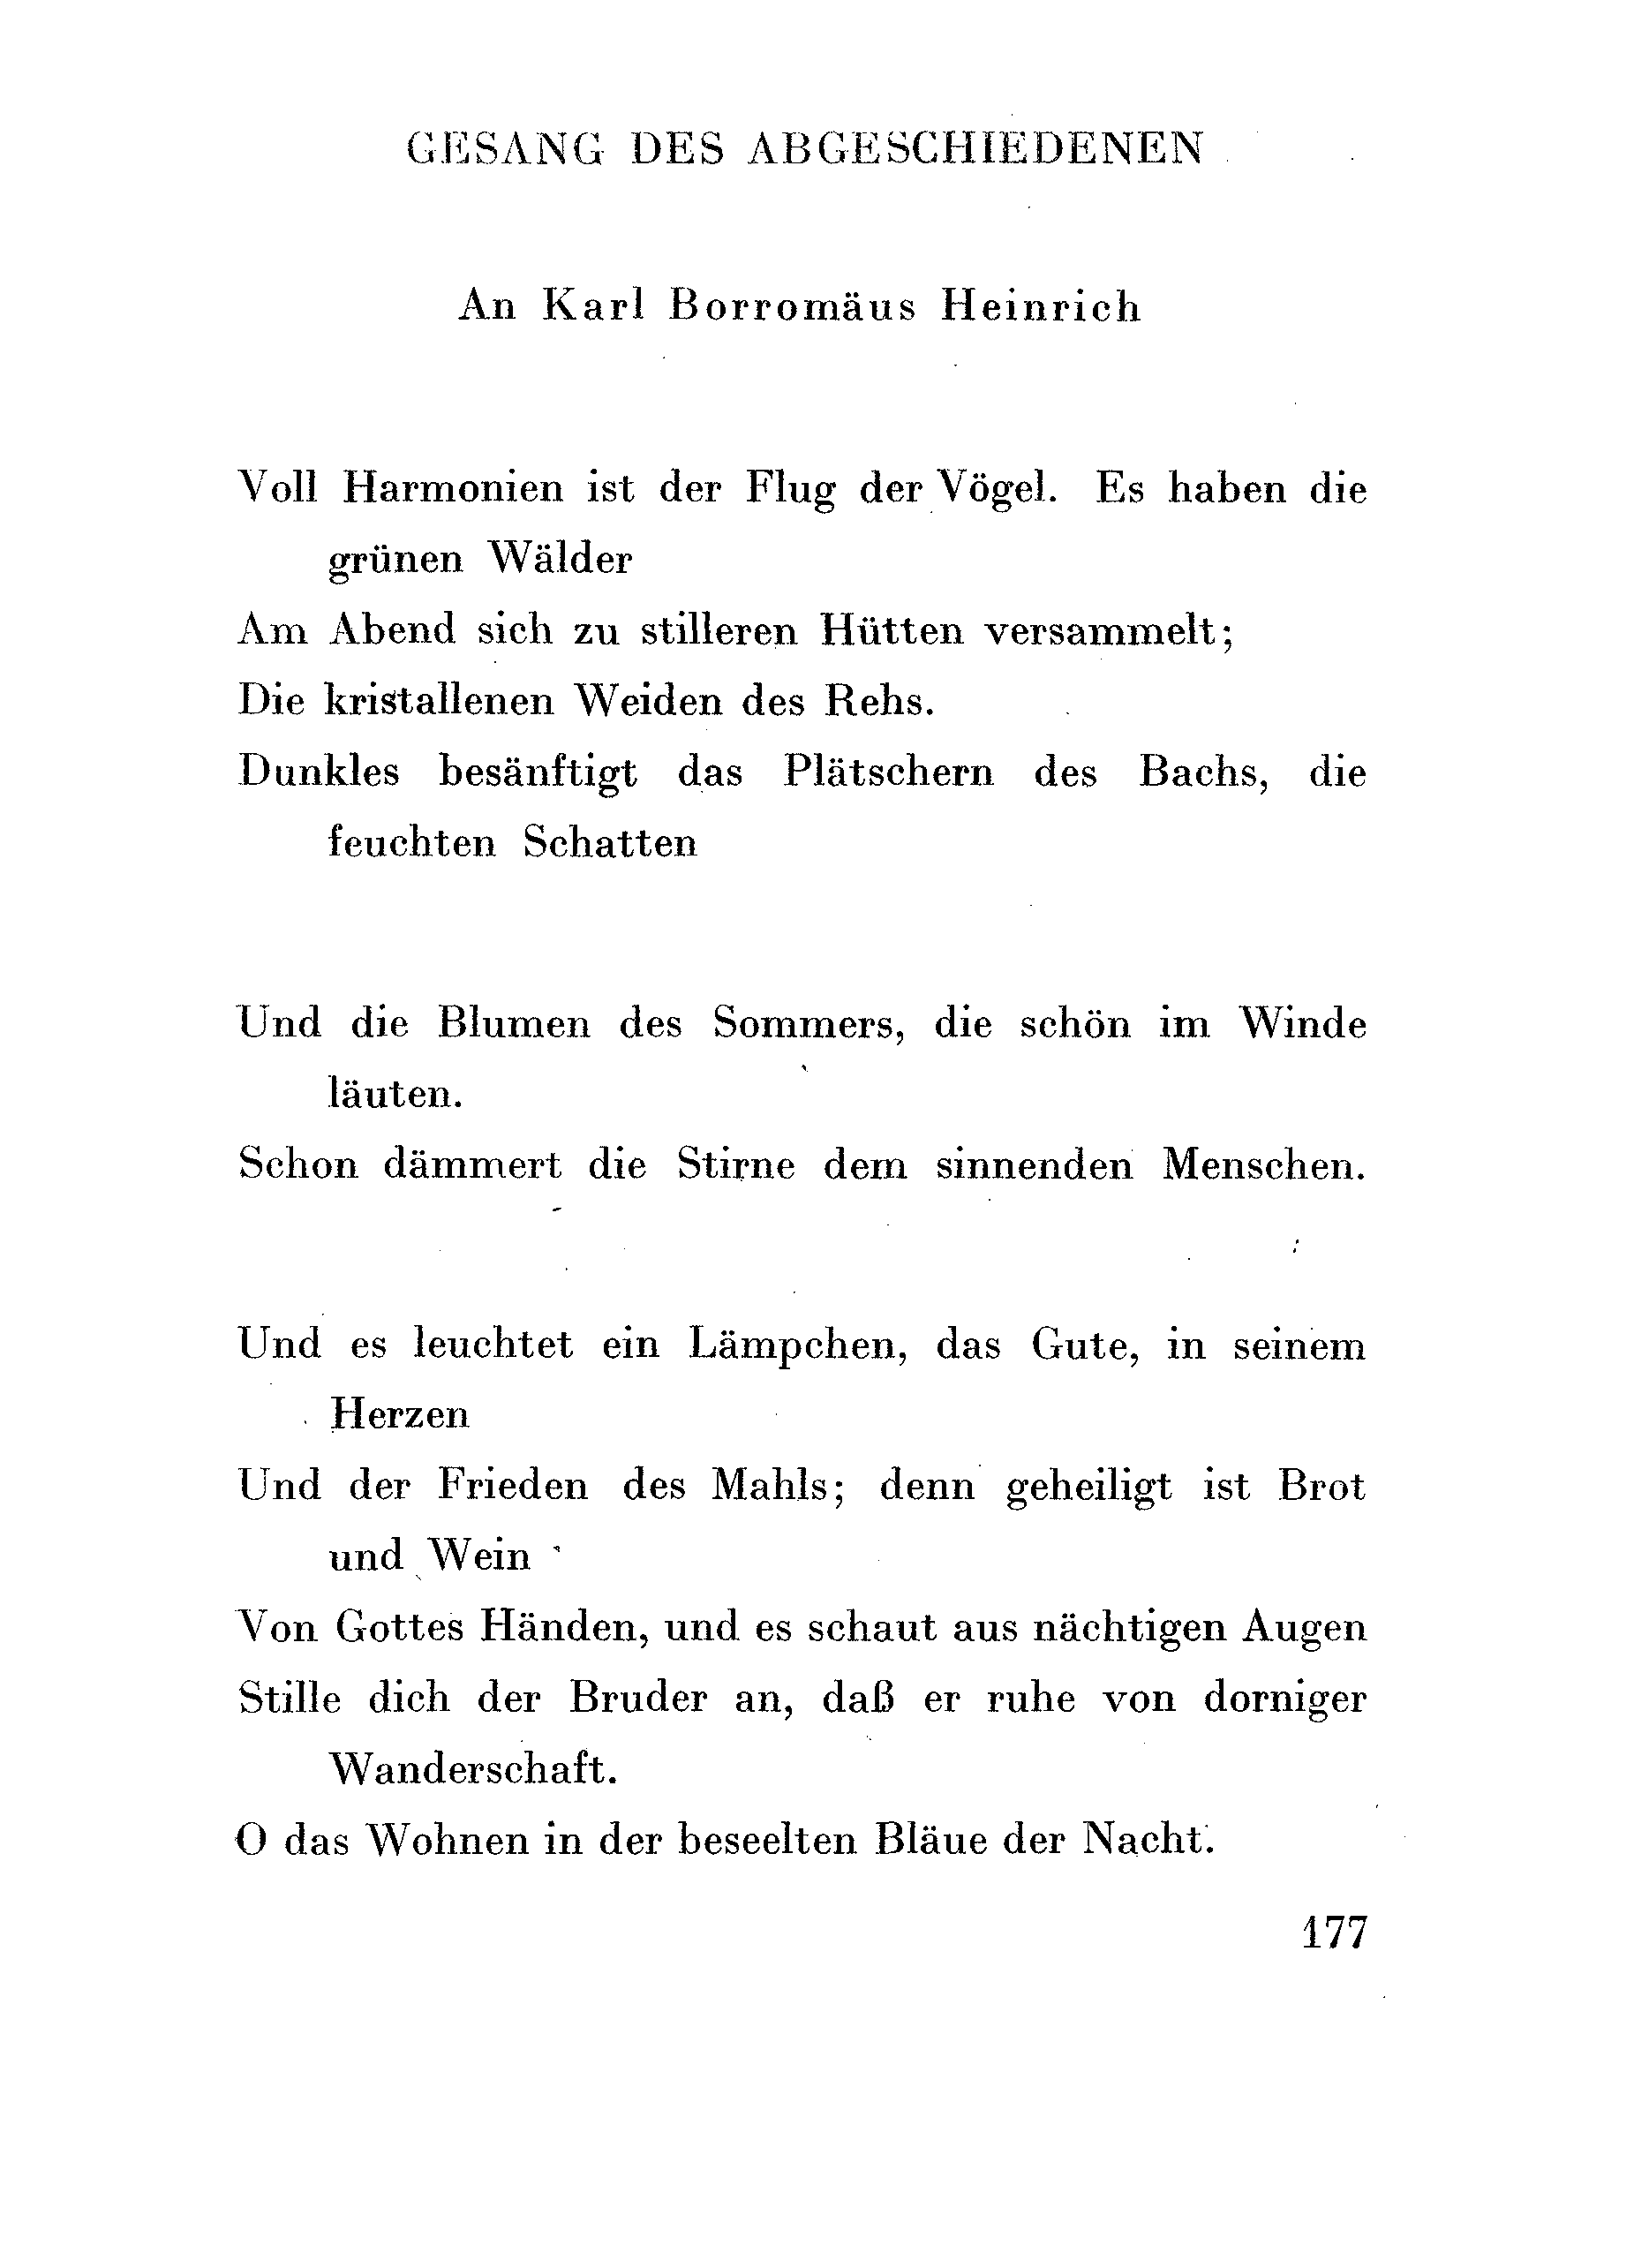 GESANG DES ABGESCHIEDENEN
An Karl Borromäus Heinrich
Voll Harmonien ist der Flug der Vögel. Es haben die
grünen Wälder
Am Abend sich zu stilleren Hütten versammelt;
Die kristallenen Weiden des Rehs.
Dunkles besänftigt das Plätschern des Bachs, die
feuchten Schatten
Und die Blumen des Sommers, die schön im Winde
läuten.
Schon dämmert die Stirne dem sinnenden Menschen.
Und es leuchtet ein Lämpchen, das Gute, in seinem
Herzen
Und der Frieden des Mahls; denn geheiligt ist Brot
und Wein
Von Gottes Händen, und es schaut aus nächtigen Augen
Stille dich der Bruder an, daß er ruhe von dorniger
Wanderschaft.
O das Wohnen in der beseelten Bläue der Nacht.
177